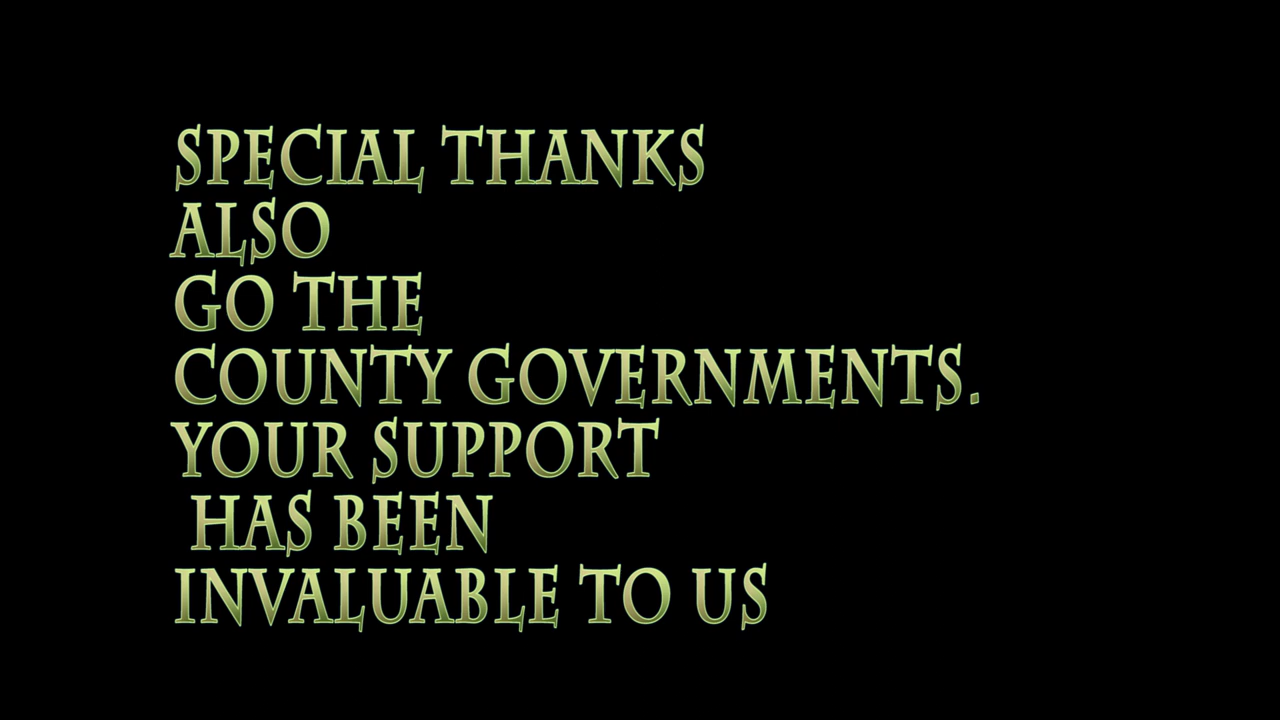 SPECIAL THANKS
ALSO
GO THE
COUNTY GOVERNMENTS.
YOUR SUPPORT
HAS BEEN
INVALUABLE TO US